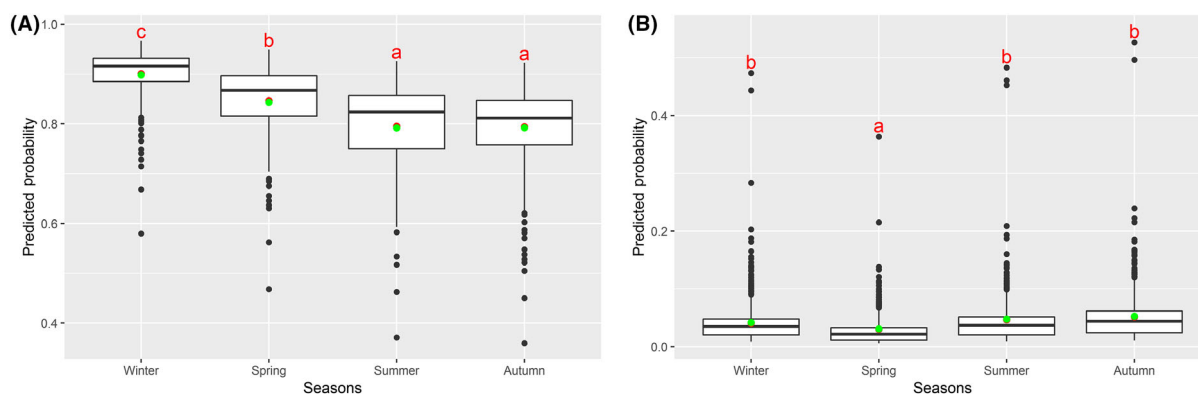 (A)
Predicted probability
1.0
0.8
0.6
0.4
c
b
a
a
Winter
Spring
Summer
Autumn
Seasons
(B)
Predicted probability
0.4
0.2
0.0
b
a
b
b
Winter
Spring
Summer
Autumn
Seasons